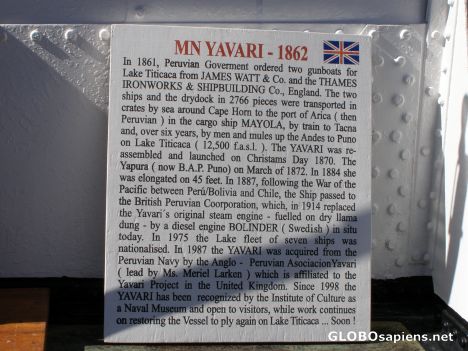 MN YAVARI - 1862
In 1861, Peruvian Goverment ordered two gunboats for
Lake Titicaca from JAMES WATT & Co. and the THAMES
IRONWORKS & SHIPBUILDING Co., England. The two
ships and the drydock in 2766 pieces were transported in
crates by sea around Cape Horn to the port of Arica ( then
Peruvian ) in the cargo ship MAYOLA, by train to Tacna
and, over six years, by men and mules up the Andes to Puno
on Lake Titicaca ( 12,500 f.a.s.l. ). The YAVARI was re-
assembled and launched on Christams Day 1870. The
Yapura ( now B.A.P. Puno) on March of 1872. In 1884 she
was elongated on 45 feet. In 1887, following the War of the
Pacific between Perú/Bolivia and Chile, the Ship passed to
the British Peruvian Coorporation, which, in 1914 replaced
the Yavari´s original steam engine - fuelled on dry llama
dung - by a diesel engine BOLINDER ( Swedish ) in situ
today. In 1975 the Lake fleet of seven ships was
nationalised. In 1987 the YAVARI was acquired from the
Peruvian Navy by the Anglo - Peruvian AsociacionYavari
( lead by Ms. Meriel Larken ) which is affiliated to the
Yavari Project in the United Kingdom. Since 1998 the
YAVARI has been recognized by the Institute of Culture as
a Naval Museum and open to visitors, while work continues
on restoring the Vessel to ply again on Lake Titicaca ... Soon !
GLOBOsapiens.net